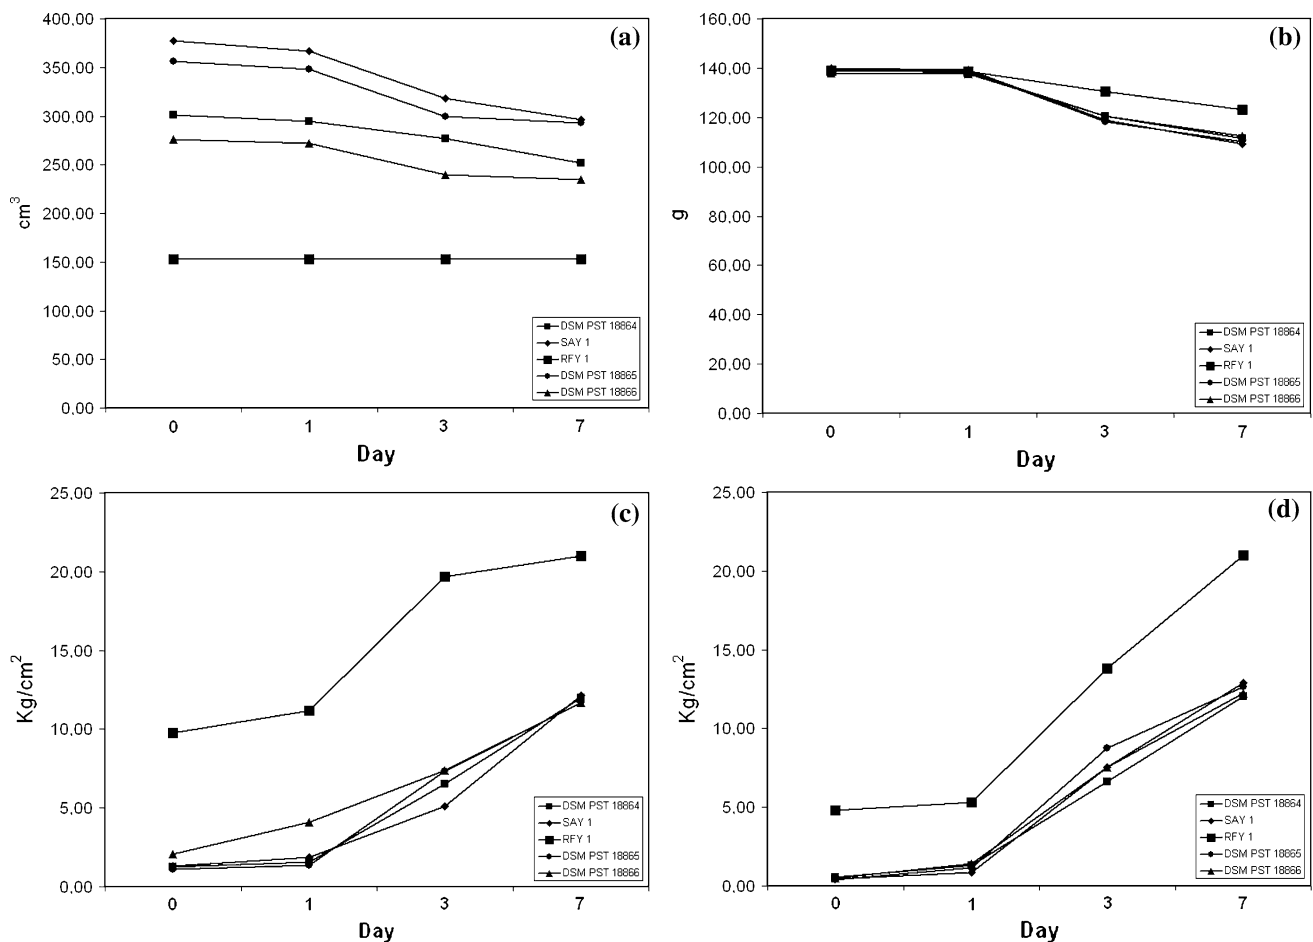 (a)
400,00
350,00
300,00
250,00
200,00
150,00
100,00
50,00
0,00
cm³
0 1 3 7
Day
DSM PST 18864
SAY 1
RFY 1
DSM PST 18865
DSM PST 18866
(b)
160,00
140,00
120,00
100,00
80,00
60,00
40,00
20,00
0,00
g
0 1 3 7
Day
DSM PST 18864
SAY 1
RFY 1
DSM PST 18865
DSM PST 18866
(c)
25,00
20,00
15,00
10,00
5,00
0,00
Kg/cm²
0 1 3 7
Day
DSM PST 18864
SAY 1
RFY 1
DSM PST 18865
DSM PST 18866
(d)
25,00
20,00
15,00
10,00
5,00
0,00
Kg/cm²
0 1 3 7
Day
DSM PST 18864
SAY 1
RFY 1
DSM PST 18865
DSM PST 18866